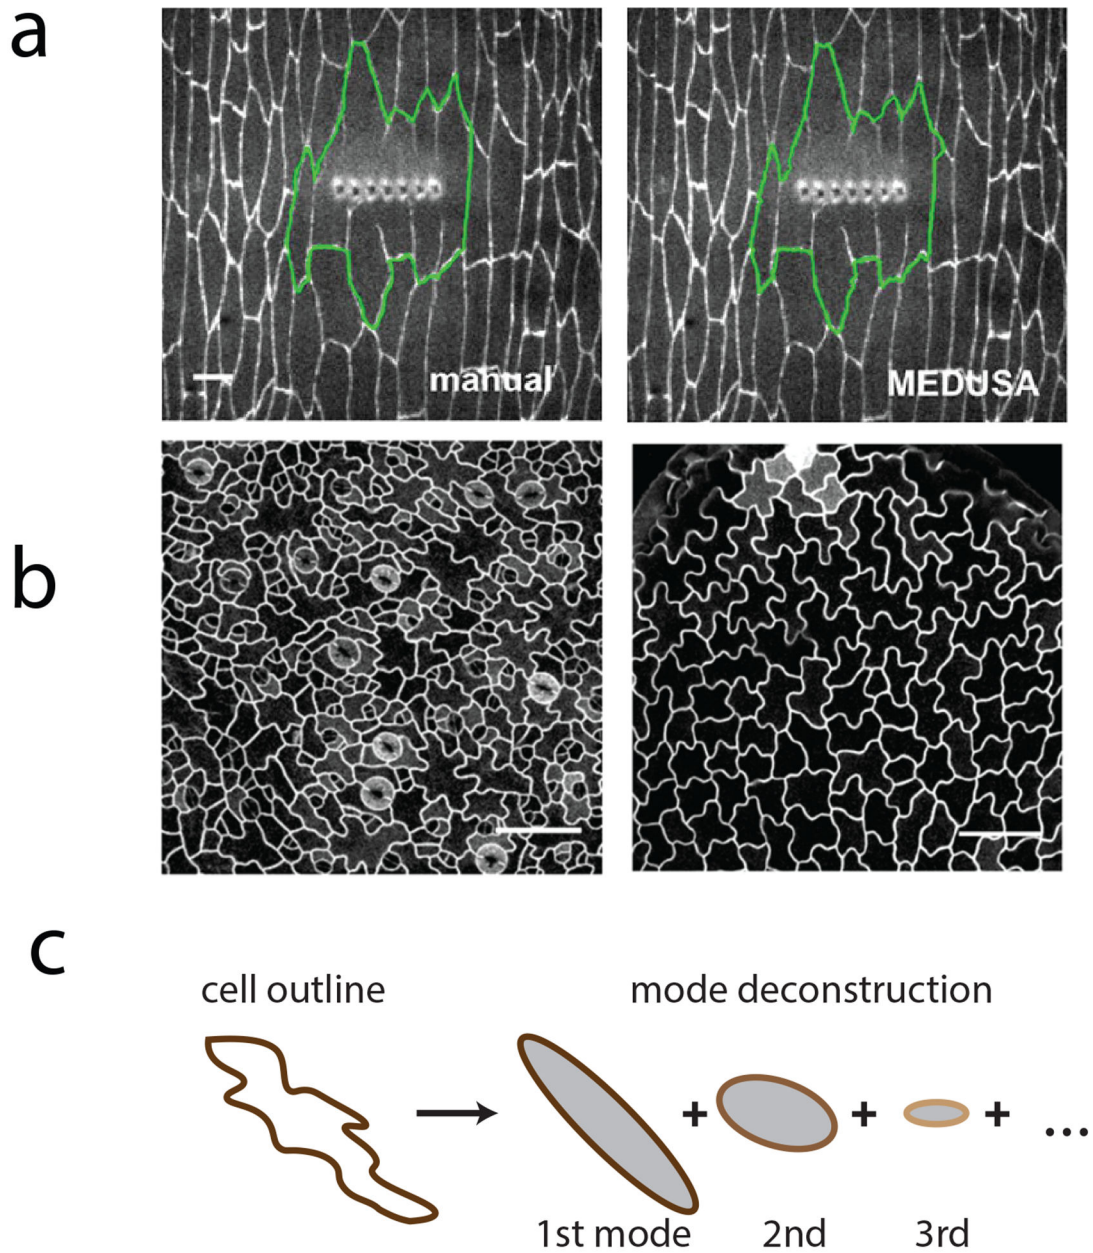 a
manual
MEDUSA
b
c
cell outline
mode deconstruction
+ + + ...
1st mode 2nd 3rd